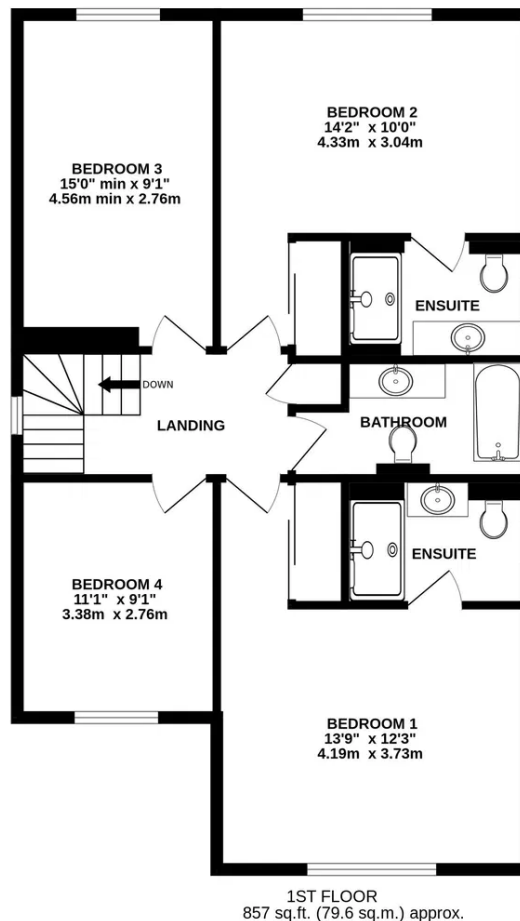 BEDROOM 2
14'2" x 10'0"
4.33m x 3.04m
BEDROOM 3
15'0" min x 9'1"
4.56m min x 2.76m
ENSUITE
DOWN
LANDING
BATHROOM
ENSUITE
BEDROOM 4
11'1" x 9'1"
3.38m x 2.76m
BEDROOM 1
13'9" x 12'3"
4.19m x 3.73m
1ST FLOOR
857 sq.ft. (79.6 sq.m.) approx.